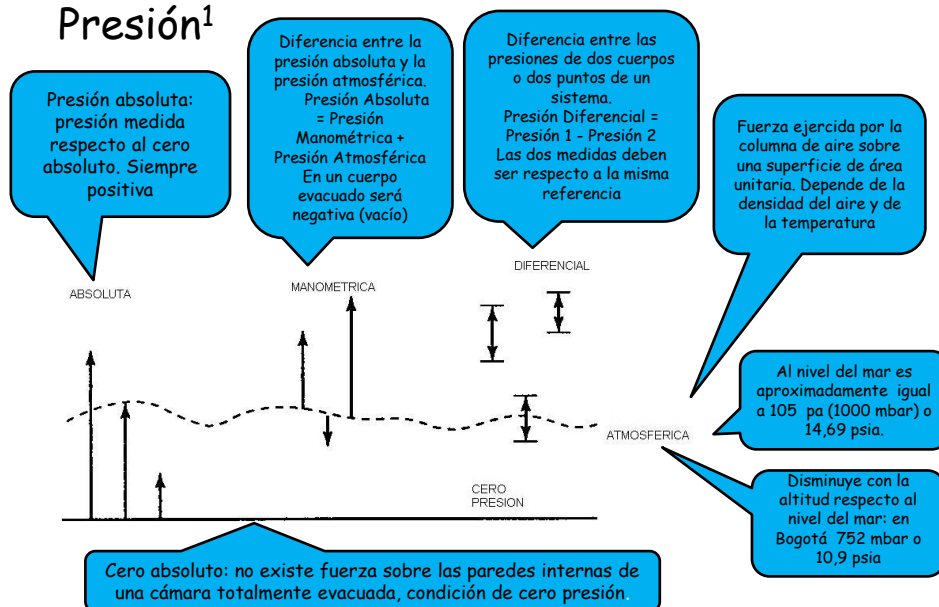 Presión¹
Presión absoluta:
presión medida
respecto al cero
absoluto. Siempre
positiva
Diferencia entre la
presión absoluta y la
presión atmosférica.
Presión Absoluta
= Presión
Manométrica +
Presión Atmosférica
En un cuerpo
evacuado será
negativa (vacío)
Diferencia entre las
presiones de dos cuerpos
o dos puntos de un
sistema.
Presión Diferencial =
Presión 1 - Presión 2
Las dos medidas deben
ser respecto a la misma
referencia
Fuerza ejercida por la
columna de aire sobre
una superficie de área
unitaria. Depende de la
densidad del aire y de
la temperatura
ABSOLUTA
MANOMETRICA
DIFERENCIAL
Al nivel del mar es
aproximadamente igual
a 105 pa (1000 mbar) o
14,69 psia.
ATMOSFERICA
CERO
PRESION
Disminuye con la
altitud respecto al
nivel del mar: en
Bogotá 752 mbar o
10,9 psia
Cero absoluto: no existe fuerza sobre las paredes internas de
una cámara totalmente evacuada, condición de cero presión.